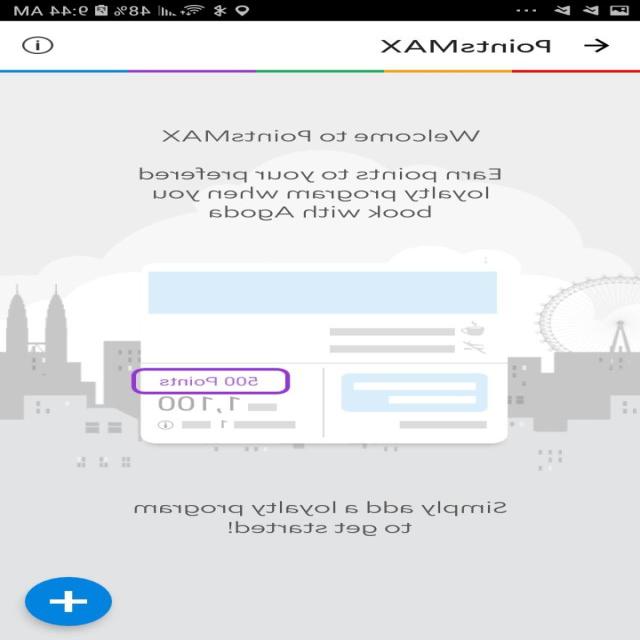 48% 9:44 AM
PointsMAX
Welcome to PointsMAX
Earn points to your prefered
loyalty program when you
book with Agoda
500 Points
1,100
1
Simply add a loyalty program
to get started!